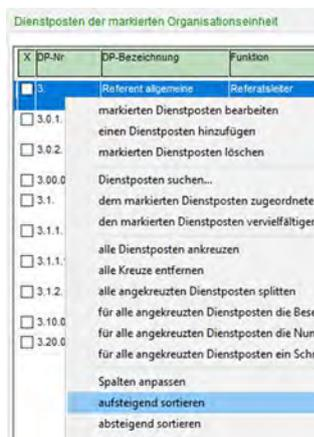 Dienstposten der markierten Organisationseinheit
X DP-Nr DP-Bezeichnung Funktion
3. Referent allgemeine Referatsleiter
markierten Dienstposten bearbeiten
3.0.1. einen Dienstposten hinzufügen
3.0.2. markierten Dienstposten löschen
3.00.0 Dienstposten suchen...
3.1. dem markierten Dienstposten zugeordnete
den markierten Dienstposten vervielfältigen
3.1.1.
alle Dienstposten ankreuzen
3.1.1.
alle Kreuze entfernen
3.1.2. alle angekreuzten Dienstposten splitten
3.10.0 für alle angekreuzten Dienstposten die Bese
für alle angekreuzten Dienstposten die Num
3.20.0 für alle angekreuzten Dienstposten ein Sch
Spalten anpassen
aufsteigend sortieren
absteigend sortieren